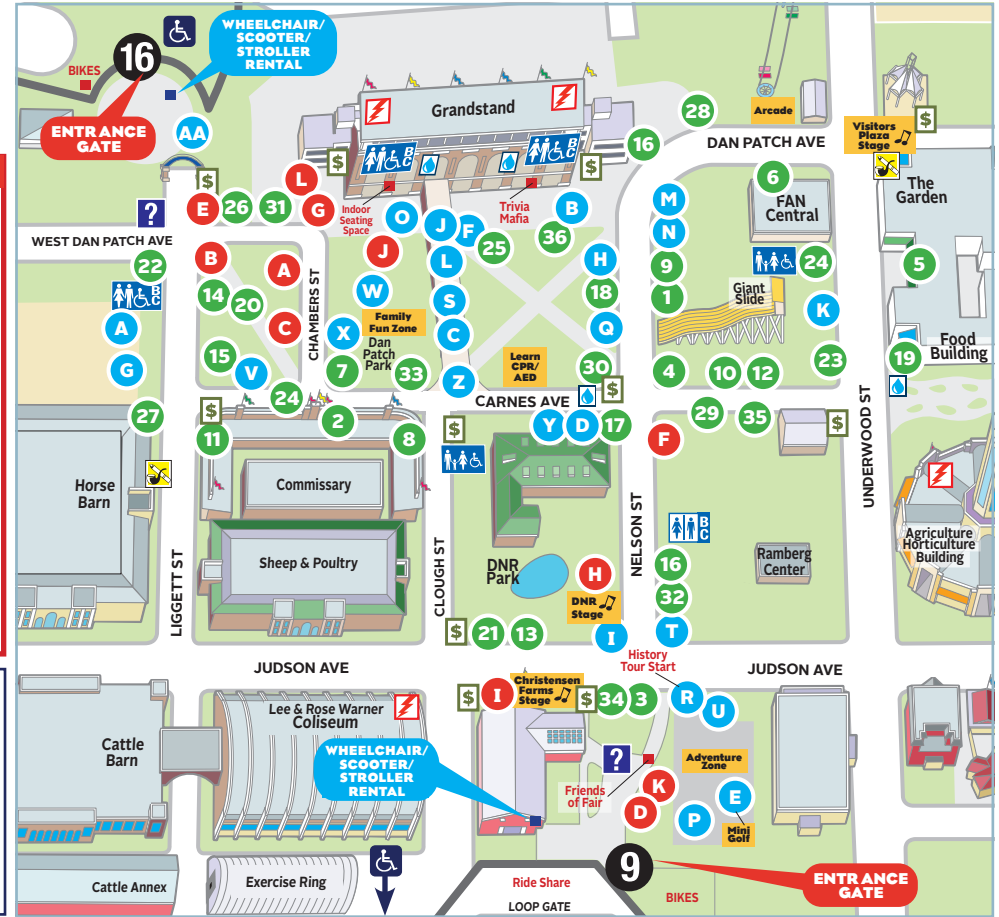 16
WHEELCHAIR/
SCOOTER/
STROLLER
RENTAL
BIKES
ENTRANCE
GATE
AA
Grandstand
B
C
B
C
Arcade
28
DAN PATCH AVE
Visitors
Plaza
Stage
$
16
$
$
$
L
E
26
31
G
Indoor
Seating
Space
Trivia
Mafia
O
J
F
25
B
36
M
N
6
FAN
Central
The
Garden
?
WEST DAN PATCH AVE
22
B
C
B
A
J
L
H
9
24
5
14
20
W
S
18
1
Giant
Slide
K
A
CHAMBERS ST
C
X
Family
Fun Zone
Dan
Patch
Park
C
Q
G
15
V
7
33
Z
Learn
CPR/
AED
30
4
10
12
23
19
Food
Building
24
CARNES AVE
$
27
$
11
2
8
$
Y
D
17
F
29
35
$
UNDERWOOD ST
Horse
Barn
Commissary
NELSON ST
B
C
Agriculture
Horticulture
Building
Sheep & Poultry
LIGGETT ST
CLOUGH ST
DNR
Park
H
DNR
Stage
16
32
Ramberg
Center
$
21
13
I
T
JUDSON AVE
History
Tour Start
JUDSON AVE
$
I
Christensen
Farms
Stage
$
34
3
R
U
Lee & Rose Warner
Coliseum
Cattle
Barn
WHEELCHAIR/
SCOOTER/
STROLLER
RENTAL
?
Adventure
Zone
Friends
of Fair
K
D
E
P
Mini
Golf
9
ENTRANCE
GATE
Cattle Annex
Exercise Ring
Ride Share
LOOP GATE
BIKES